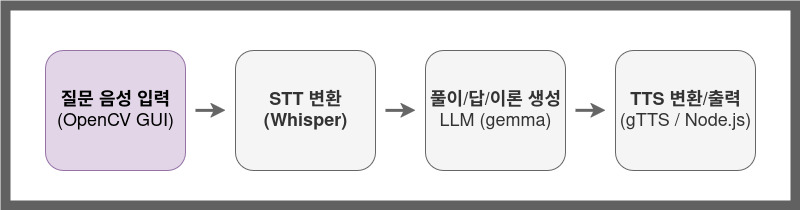 질문 음성 입력
(OpenCV GUI)
STT 변환
(Whisper)
풀이/답/이론 생성
LLM (gemma)
TTS 변환/출력
(gTTS / Node.js)